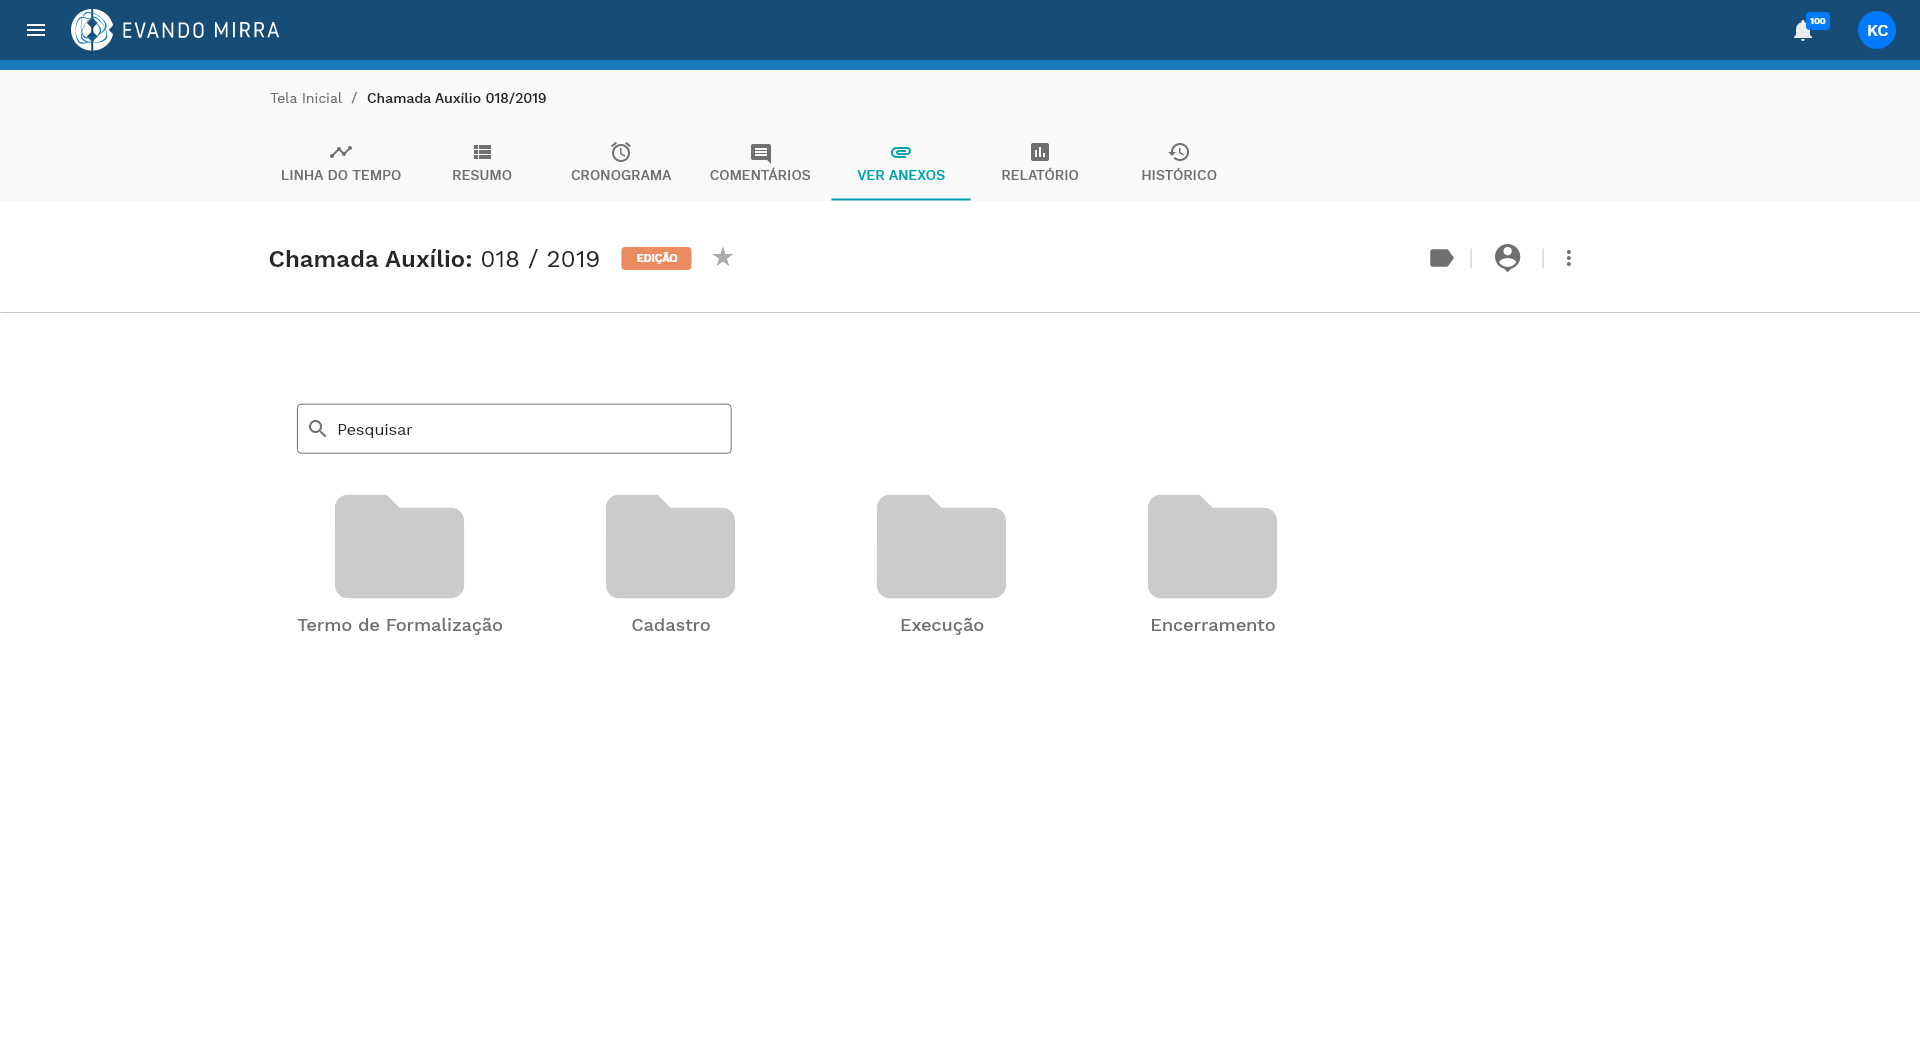 EVANDO MIRRA
100
KC
Tela Inicial / Chamada Auxílio 018/2019
LINHA DO TEMPO
RESUMO
CRONOGRAMA
COMENTÁRIOS
VER ANEXOS
RELATÓRIO
HISTÓRICO
Chamada Auxílio: 018 / 2019
EDIÇÃO
Pesquisar
Termo de Formalização
Cadastro
Execução
Encerramento